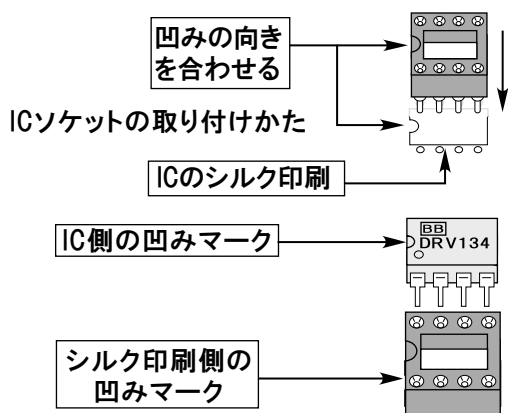 凹みの向き
を合わせる
ICソケットの取り付けかた
ICのシルク印刷
IC側の凹みマーク
BB
DRV134
シルク印刷側の
凹みマーク